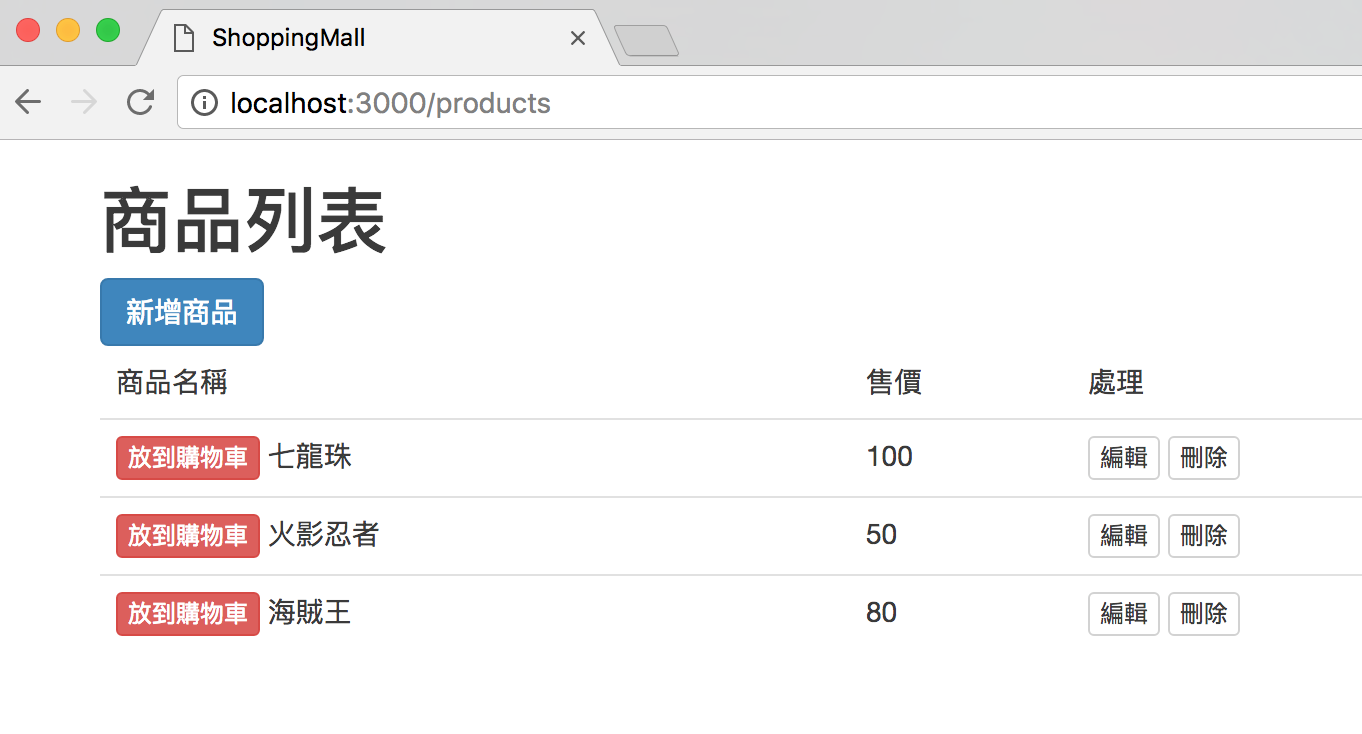 ShoppingMall
localhost:3000/products
商品列表
新增商品
商品名稱 售價 處理
放到購物車 七龍珠 100 編輯 刪除
放到購物車 火影忍者 50 編輯 刪除
放到購物車 海賊王 80 編輯 刪除